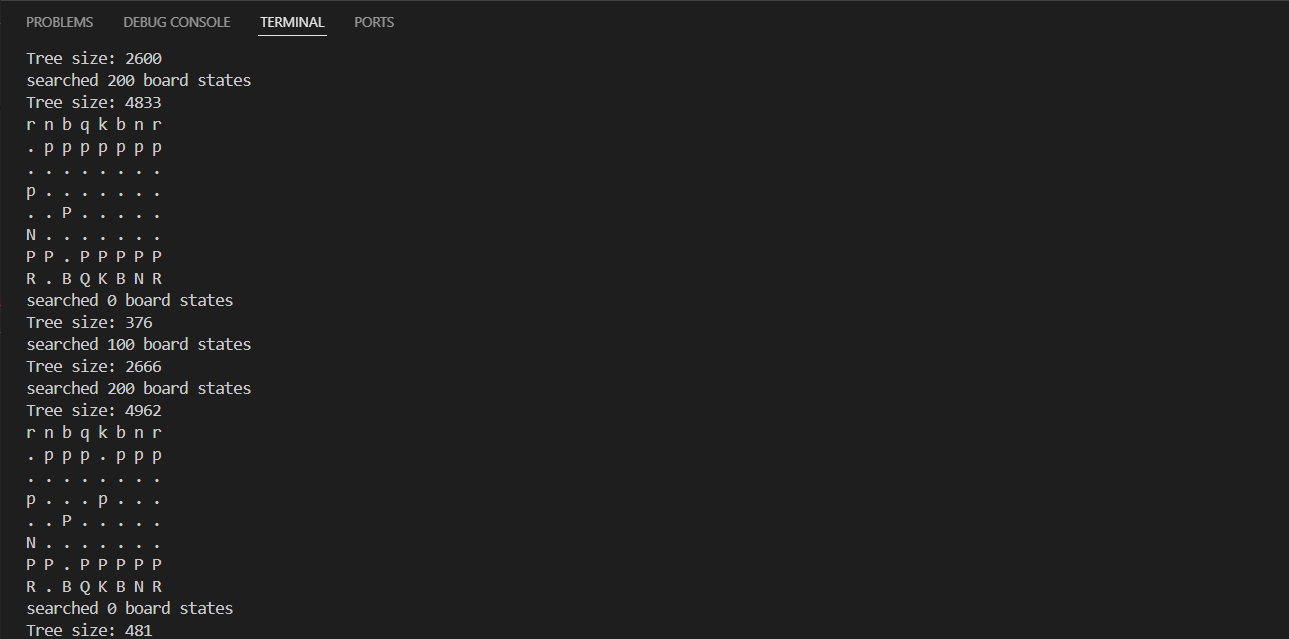 PROBLEMS DEBUG CONSOLE TERMINAL PORTS
Tree size: 2600
searched 200 board states
Tree size: 4833
r n b q k b n r
. p p p p p p p
. . . . . . . .
p . . . . . . .
. . P . . . . .
N . . . . . . .
P P . P P P P P
R . B Q K B N R
searched 0 board states
Tree size: 376
searched 100 board states
Tree size: 2666
searched 200 board states
Tree size: 4962
r n b q k b n r
. p p p . p p p
. . . . . . . .
p . . . p . . .
. . P . . . . .
N . . . . . . .
P P . P P P P P
R . B Q K B N R
searched 0 board states
Tree size: 481